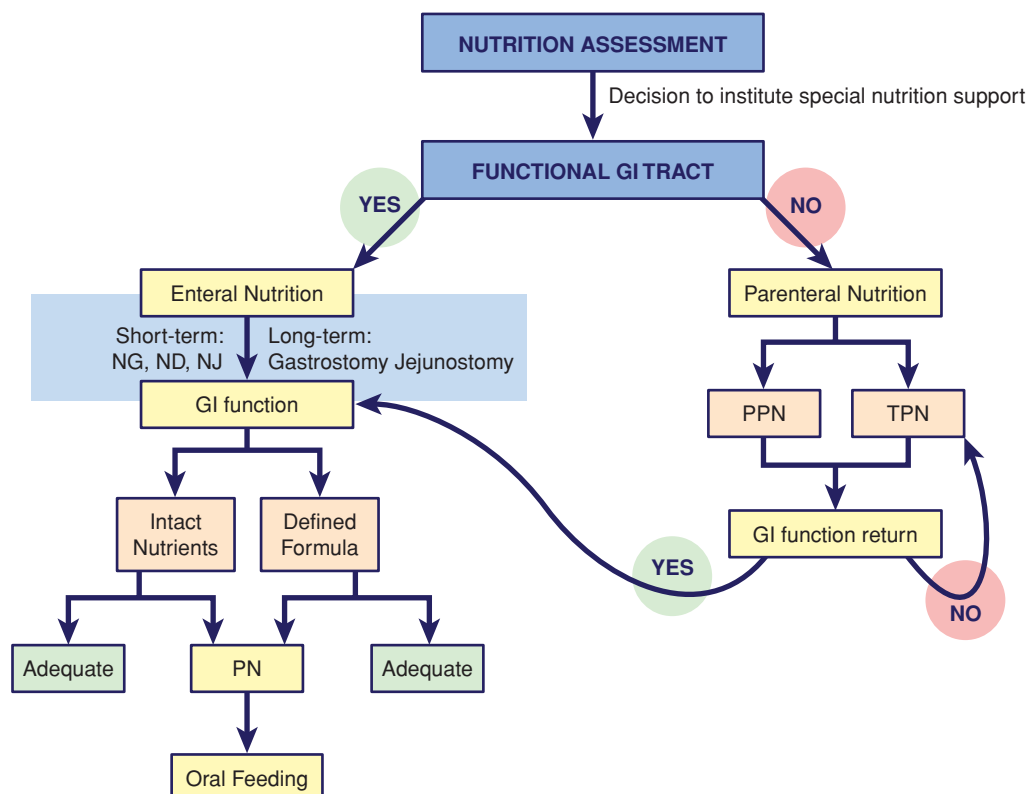 NUTRITION ASSESSMENT
Decision to institute special nutrition support
FUNCTIONAL GI TRACT
YES
NO
Enteral Nutrition
Parenteral Nutrition
Short-term:
NG, ND, NJ
Long-term:
Gastrostomy Jejunostomy
GI function
PPN
TPN
Intact
Nutrients
Defined
Formula
GI function return
YES
NO
Adequate
PN
Adequate
Oral Feeding